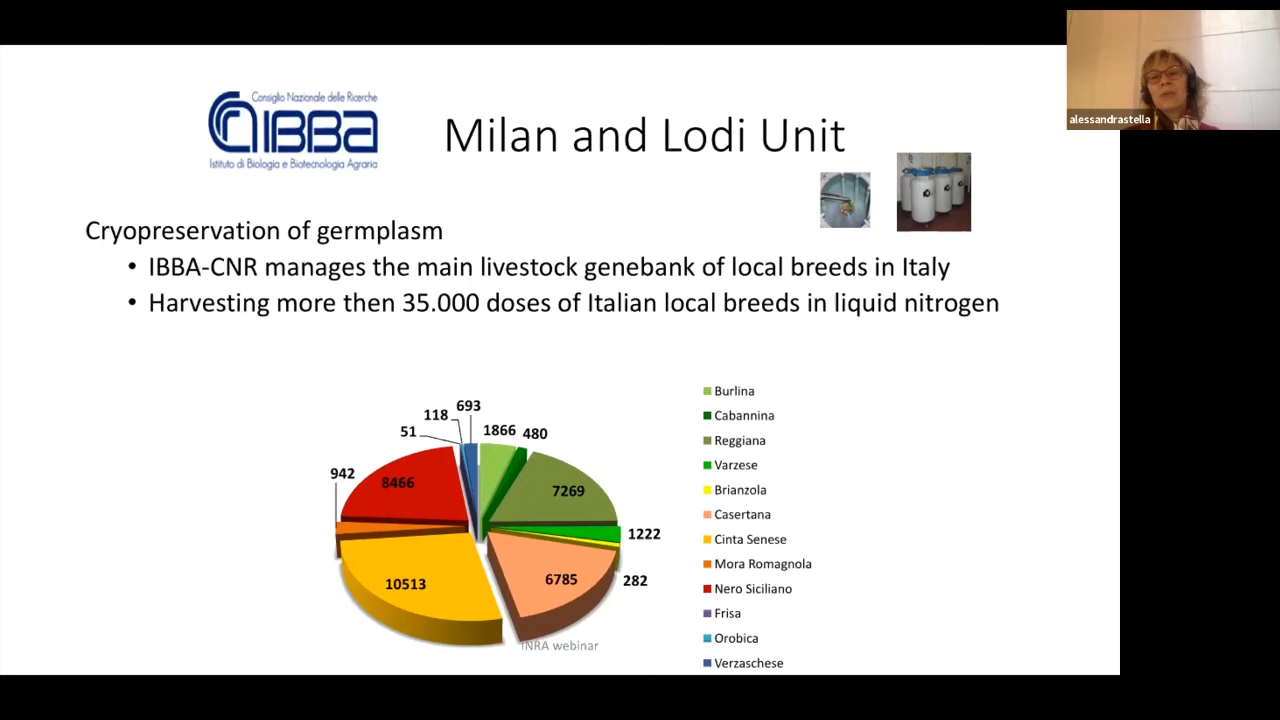 alessandrastella
Consiglio Nazionale delle Ricerche
IBBA
Istituto di Biologia e Biotecnologia Agraria
Milan and Lodi Unit
Cryopreservation of germplasm
• IBBA-CNR manages the main livestock genebank of local breeds in Italy
• Harvesting more then 35.000 doses of Italian local breeds in liquid nitrogen
693
118
51
1866
480
942
8466
7269
1222
10513
6785
282
INRA webinar
Burlina
Cabannina
Reggiana
Varzese
Brianzola
Casertana
Cinta Senese
Mora Romagnola
Nero Siciliano
Frisa
Orobica
Verzaschese